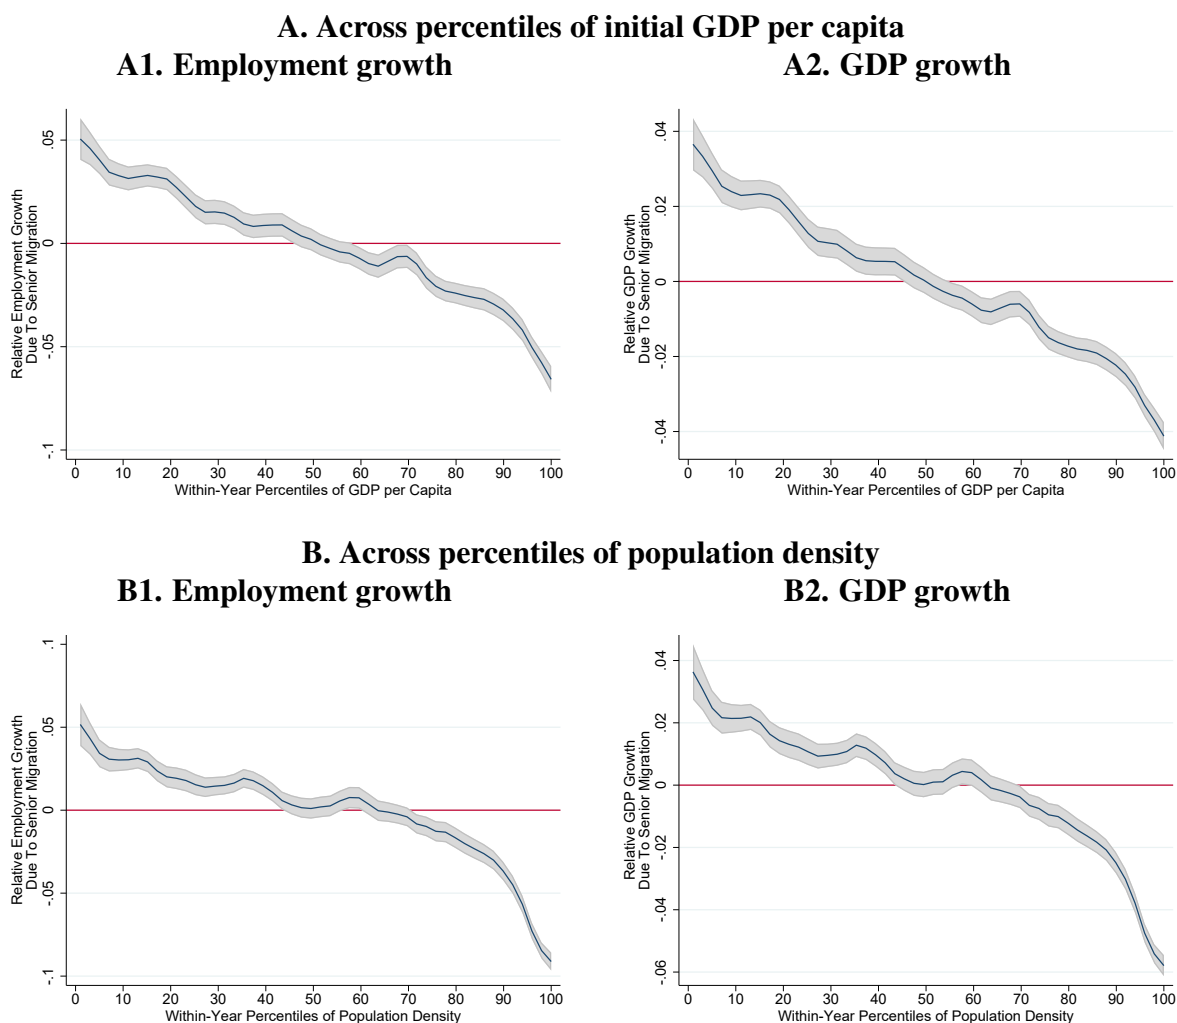 A. Across percentiles of initial GDP per capita
A1. Employment growth
Relative Employment Growth
Due To Senior Migration
.05
0
-.05
-.1
0 10 20 30 40 50 60 70 80 90 100
Within-Year Percentiles of GDP per Capita
A2. GDP growth
Relative GDP Growth
Due To Senior Migration
.04
.02
0
-.02
-.04
0 10 20 30 40 50 60 70 80 90 100
Within-Year Percentiles of GDP per Capita
B. Across percentiles of population density
B1. Employment growth
Relative Employment Growth
Due To Senior Migration
.1
.05
0
-.05
-.1
0 10 20 30 40 50 60 70 80 90 100
Within-Year Percentiles of Population Density
B2. GDP growth
Relative GDP Growth
Due To Senior Migration
.04
.02
0
-.02
-.04
-.06
0 10 20 30 40 50 60 70 80 90 100
Within-Year Percentiles of Population Density